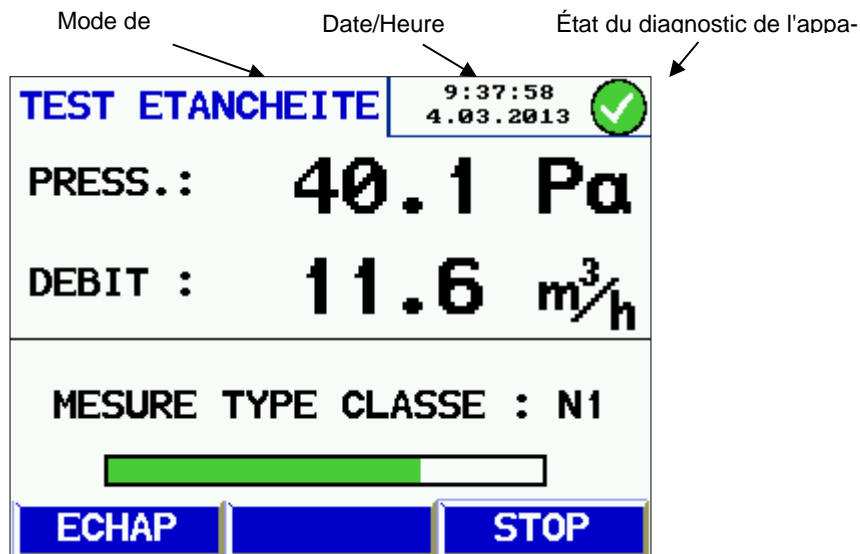 Mode de
Date/Heure
État du diagnostic de l'appa-
TEST ETANCHEITE
9:37:58
4.03.2013
PRESS.: 40.1 Pa
DEBIT : 11.6 m³/h
MESURE TYPE CLASSE : N1
ECHAP
STOP